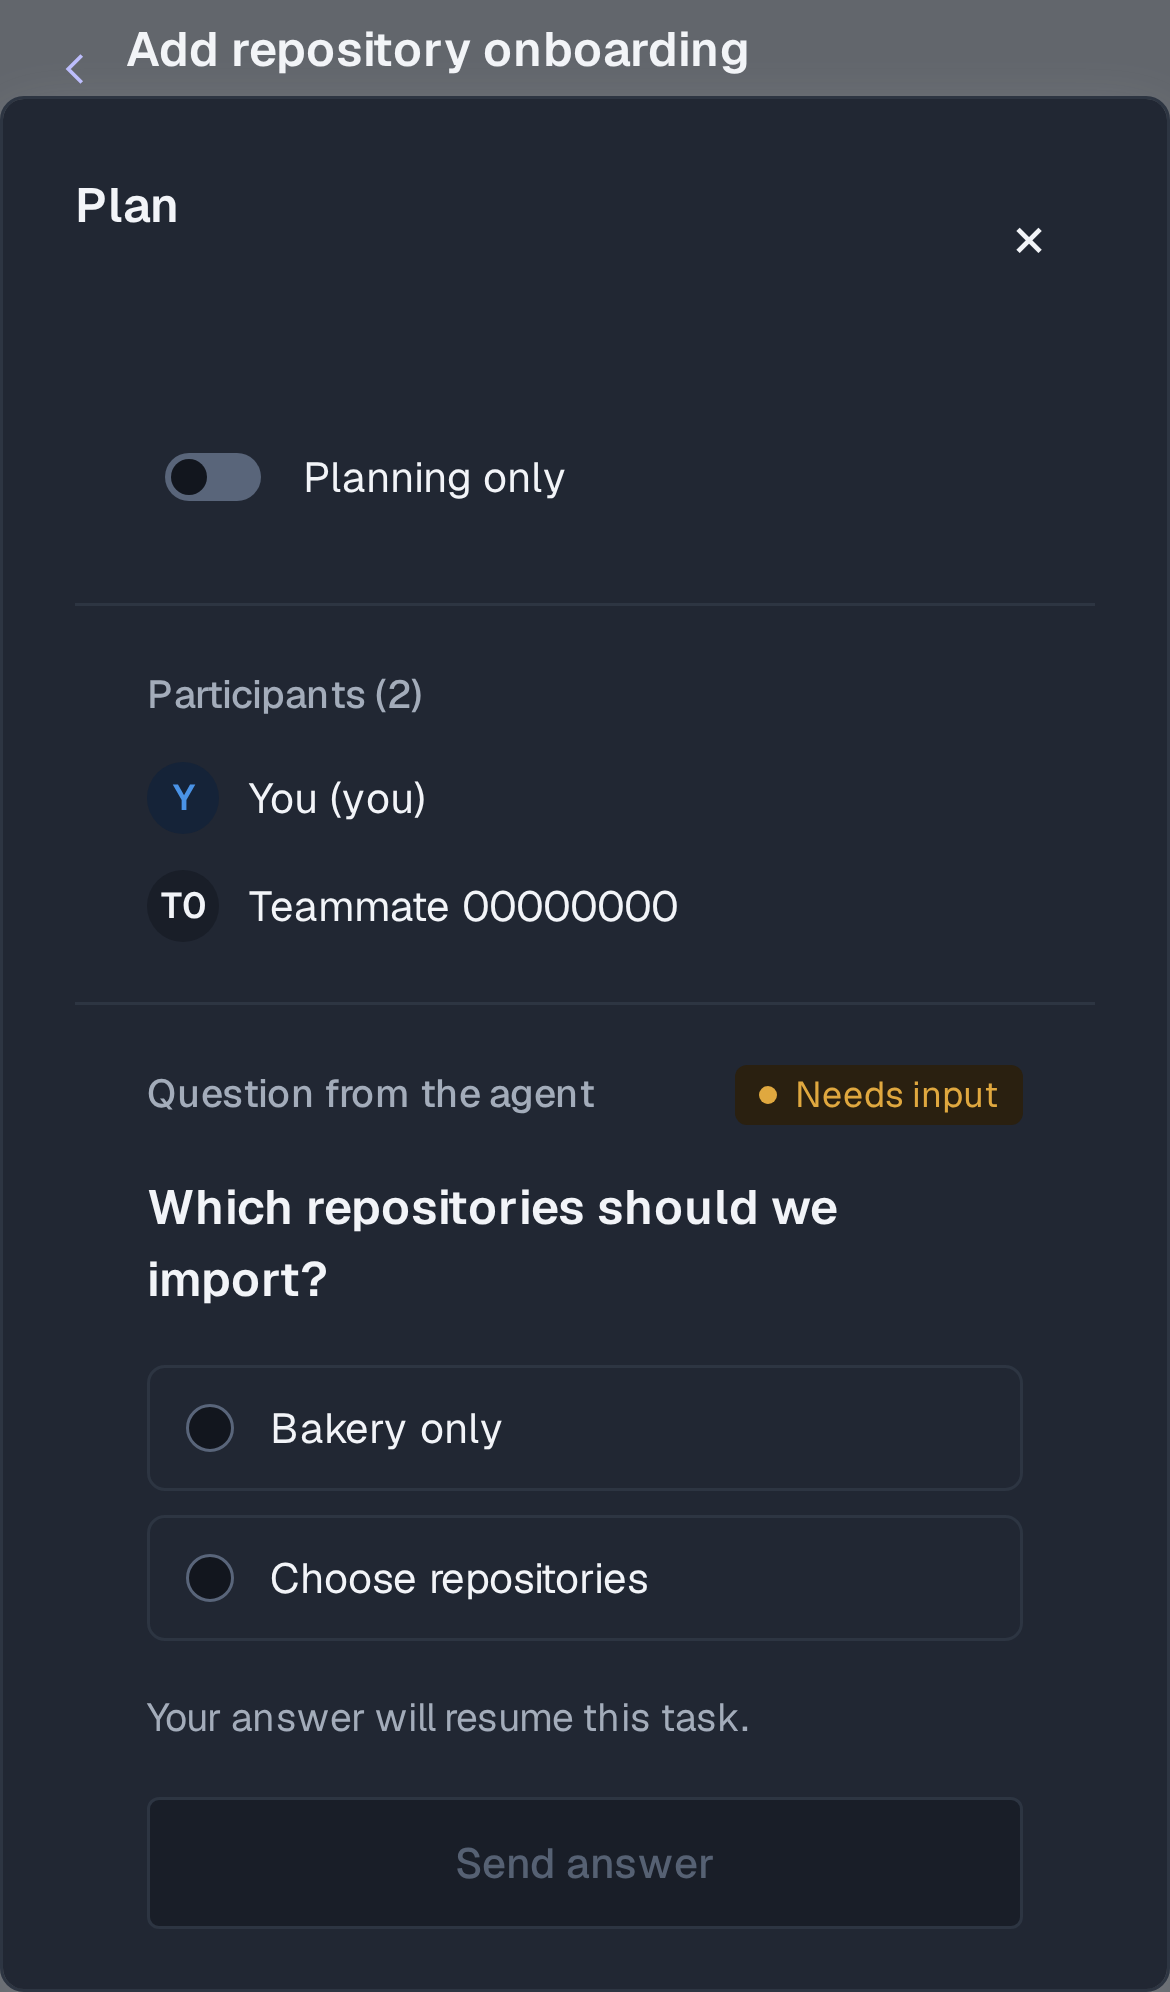 Add repository onboarding
Plan
Planning only
Participants (2)
Y
You (you)
T0
Teammate 00000000
Question from the agent
Needs input
Which repositories should we
import?
Bakery only
Choose repositories
Your answer will resume this task.
Send answer